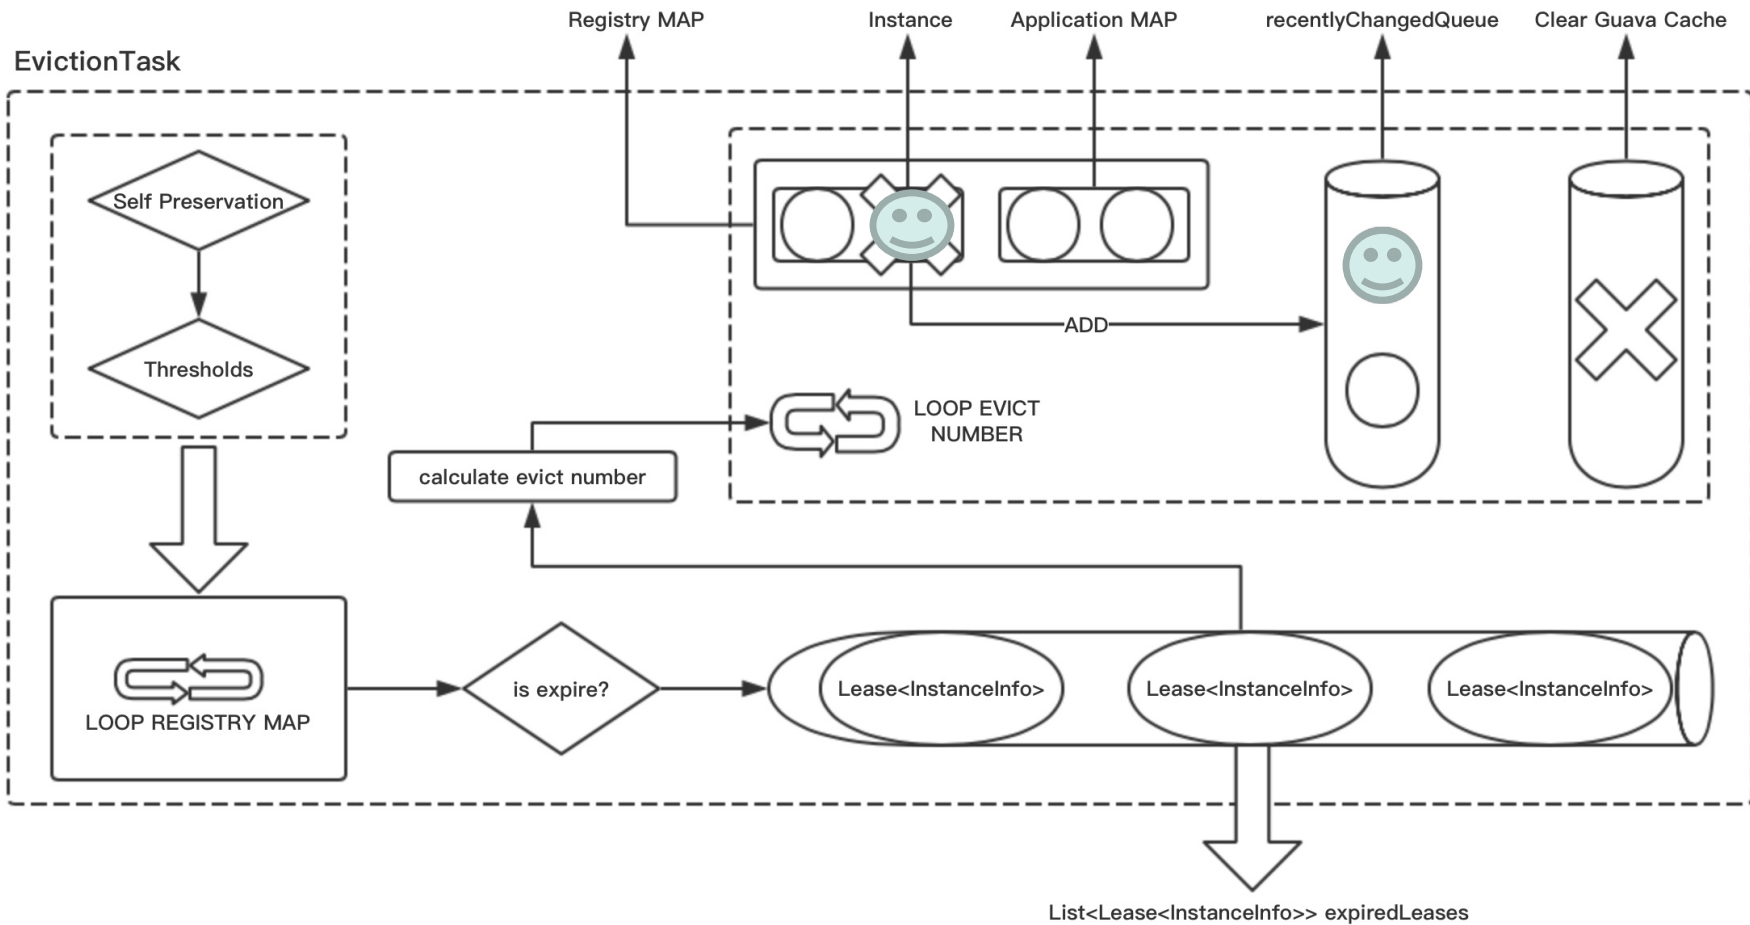 Registry MAP
Instance
Application MAP
recentlyChangedQueue
Clear Guava Cache
EvictionTask
Self Preservation
Thresholds
ADD
LOOP EVICT
NUMBER
calculate evict number
LOOP REGISTRY MAP
is expire?
Lease<InstanceInfo>
Lease<InstanceInfo>
Lease<InstanceInfo>
List<Lease<InstanceInfo>> expiredLeases